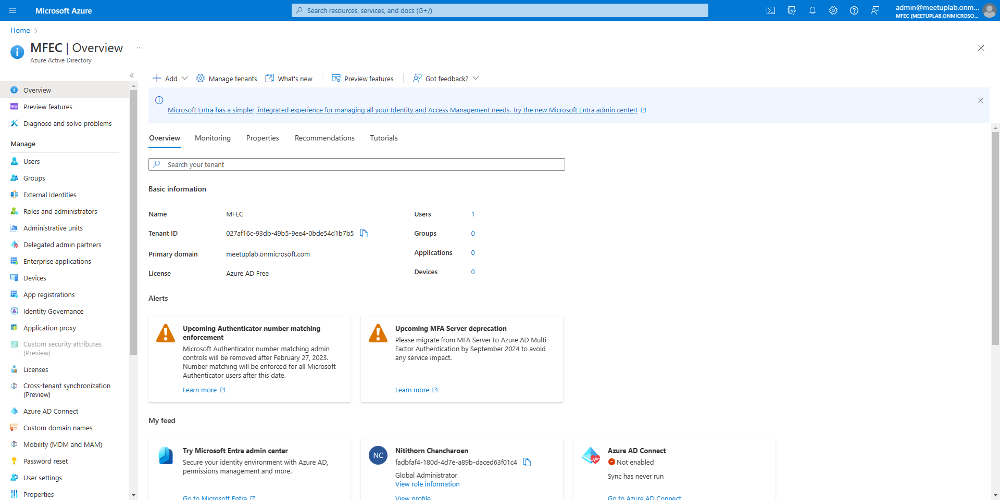 Microsoft Azure
Search resources, services, and docs (G+/)
admin@meetuplab.onm...
MFEC (MEETUPLAB.ONMICROSO...
Home
MFEC | Overview
...
Azure Active Directory
Add
Manage tenants
What's new
Preview features
Got feedback?
Overview
Preview features
Diagnose and solve problems
Manage
Users
Groups
External Identities
Roles and administrators
Administrative units
Delegated admin partners
Enterprise applications
Devices
App registrations
Identity Governance
Application proxy
Custom security attributes
(Preview)
Licenses
Cross-tenant synchronization
(Preview)
Azure AD Connect
Custom domain names
Mobility (MDM and MAM)
Password reset
User settings
Properties
Microsoft Entra has a simpler, integrated experience for managing all your Identity and Access Management needs. Try the new Microsoft Entra admin center!
Overview
Monitoring
Properties
Recommendations
Tutorials
Search your tenant
Basic information
Name
MFEC
Users
1
Tenant ID
027af16c-93db-49b5-9ee4-0bde54d1b7b5
Groups
0
Primary domain
meetuplab.onmicrosoft.com
Applications
0
License
Azure AD Free
Devices
0
Alerts
Upcoming Authenticator number matching
enforcement
Microsoft Authenticator number matching admin
controls will be removed after February 27, 2023.
Number matching will be enforced for all Microsoft
Authenticator users after this date.
Learn more
Upcoming MFA Server deprecation
Please migrate from MFA Server to Azure AD Multi-
Factor Authentication by September 2024 to avoid
any service impact.
Learn more
My feed
Try Microsoft Entra admin center
Secure your identity environment with Azure AD,
permissions management and more.
Go to Microsoft Entra
NC
Nitithorn Chancharoen
fadbfaf4-180d-4d7e-a89b-daced63f01c4
Global Administrator
View role information
View profile
Azure AD Connect
Not enabled
Sync has never run
Go to Azure AD Connect